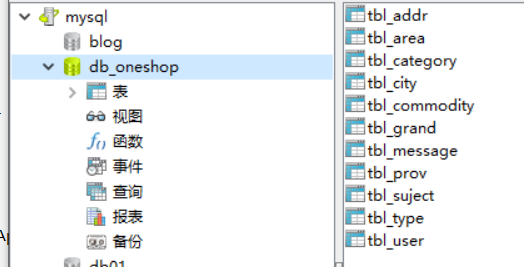 mysql
blog
db_oneshop
表
视图
函数
事件
查询
报表
备份
db01
tbl_addr
tbl_area
tbl_category
tbl_city
tbl_commodity
tbl_grand
tbl_message
tbl_prov
tbl_suject
tbl_type
tbl_user